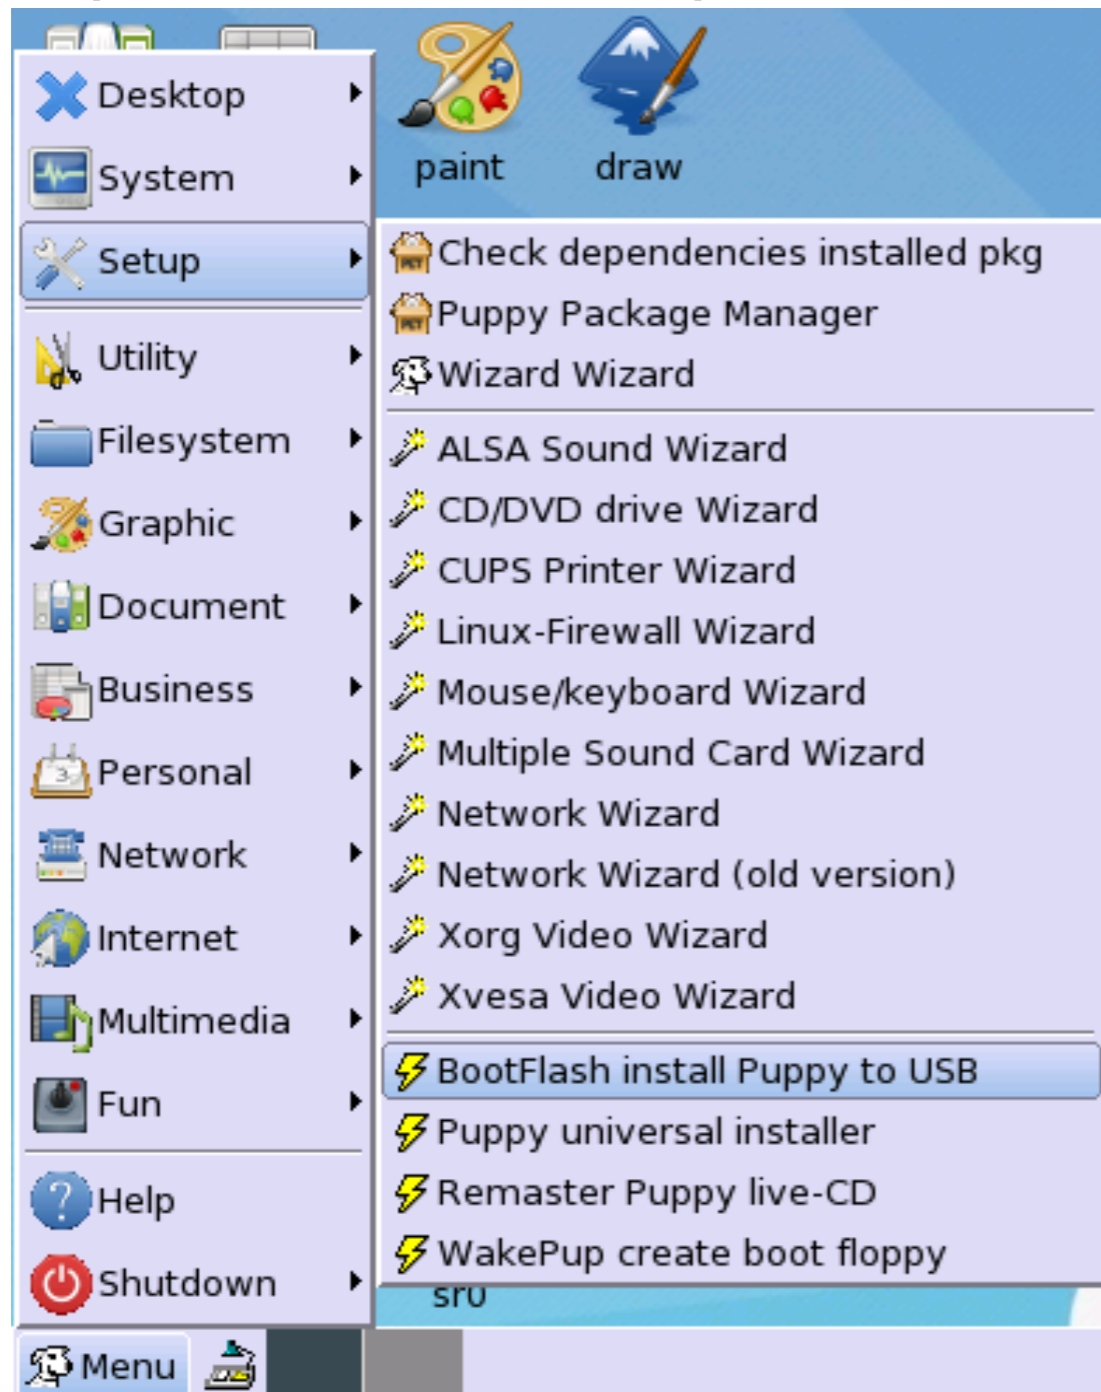 paint
draw
Desktop
System
Setup
Utility
Filesystem
Graphic
Document
Business
Personal
3
Network
Internet
Multimedia
Fun
Help
Shutdown
Check dependencies installed pkg
Puppy Package Manager
Wizard Wizard
ALSA Sound Wizard
CD/DVD drive Wizard
CUPS Printer Wizard
Linux-Firewall Wizard
Mouse/keyboard Wizard
Multiple Sound Card Wizard
Network Wizard
Network Wizard (old version)
Xorg Video Wizard
Xvesa Video Wizard
BootFlash install Puppy to USB
Puppy universal installer
Remaster Puppy live-CD
WakePup create boot floppy
sr0
Menu